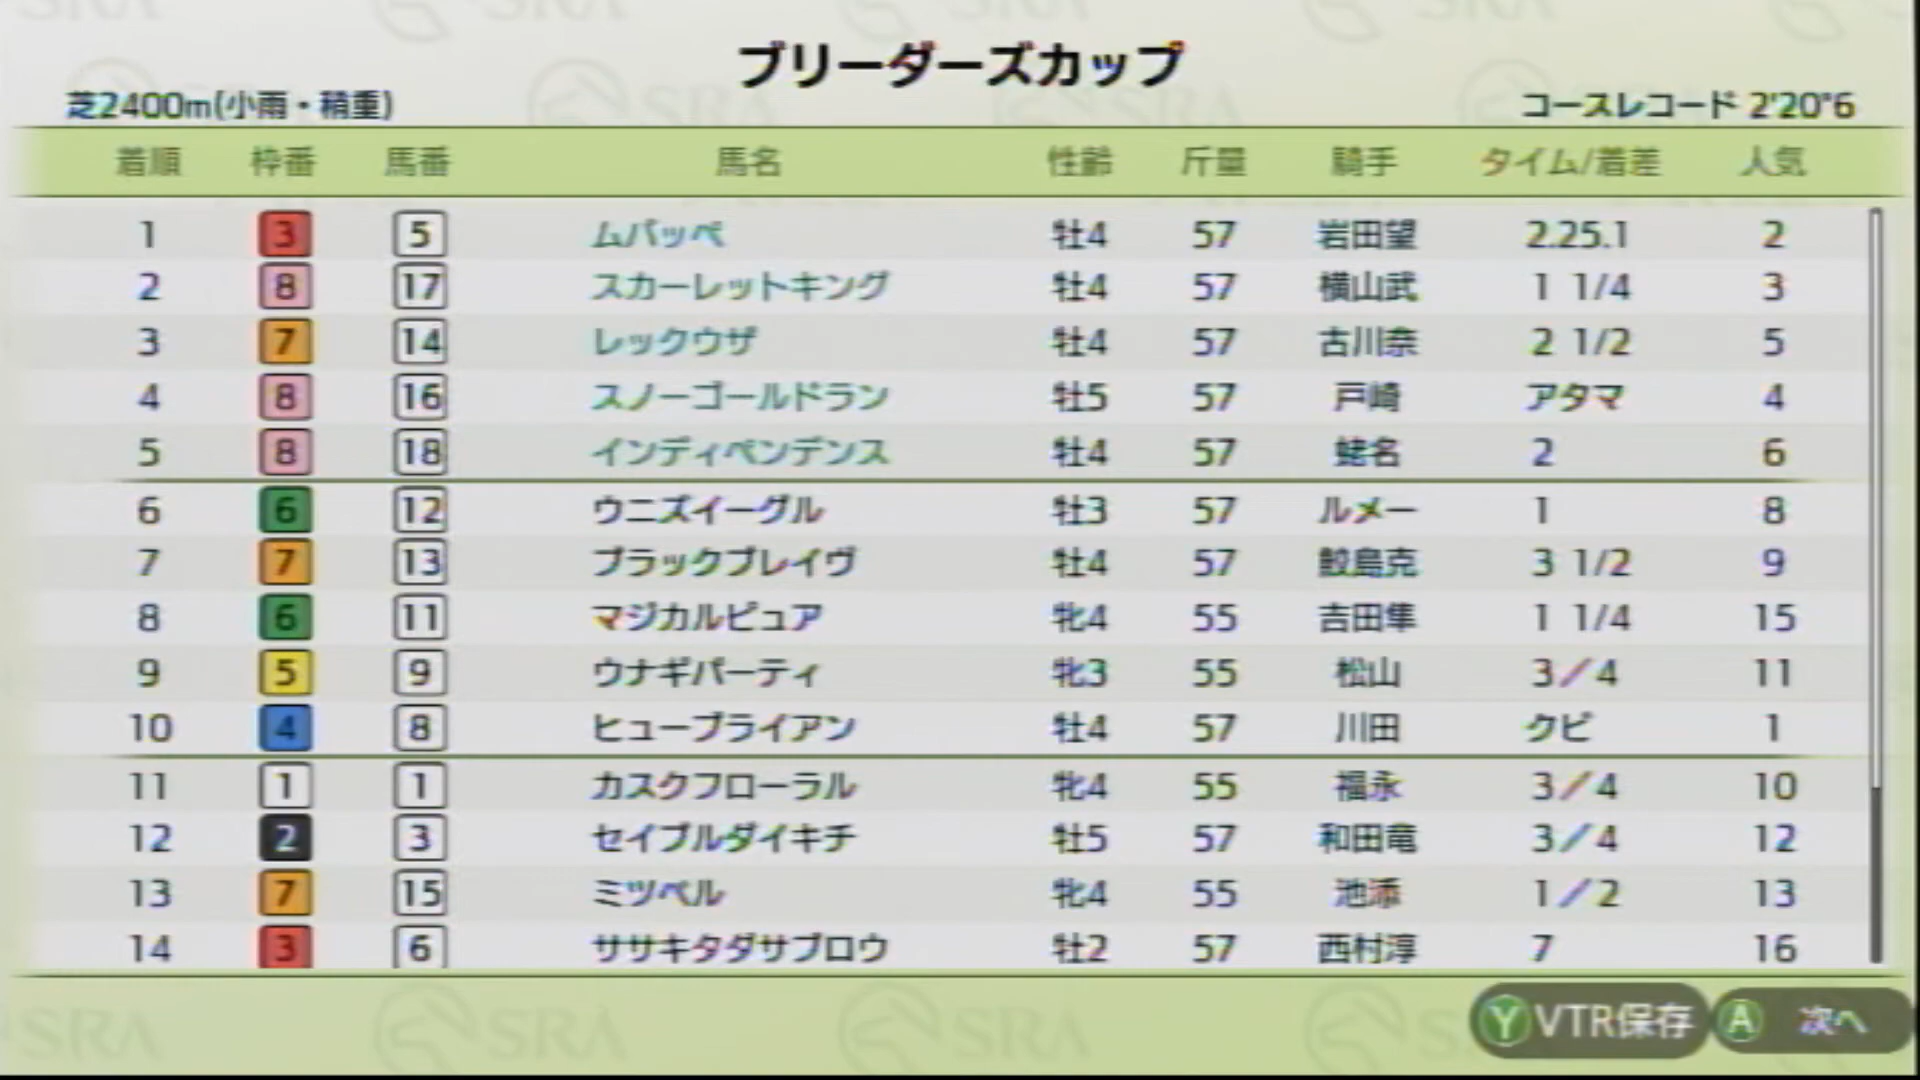 ブリーダーズカップ
芝2400m(小雨・稍重)
コースレコード 2'20"6
着順 枠番 馬番 馬名 性齢 斤量 騎手 タイム/着差 人気
1 3 5 ムバッペ 牡4 57 岩田望 2.25.1 2
2 8 17 スカーレットキング 牡4 57 横山武 1 1/4 3
3 7 14 レックウザ 牡4 57 古川奈 2 1/2 5
4 8 16 スノーゴールドラン 牡5 57 戸崎 アタマ 4
5 8 18 インディペンデンス 牡4 57 蛯名 2 6
6 6 12 ウニズイーグル 牡3 57 ルメー 1 8
7 7 13 ブラックブレイヴ 牡4 57 鮫島克 3 1/2 9
8 6 11 マジカルピュア 牝4 55 吉田隼 1 1/4 15
9 5 9 ウナギパーティ 牝3 55 松山 3／4 11
10 4 8 ヒューブライアン 牡4 57 川田 クビ 1
11 1 1 カスクフローラル 牝4 55 福永 3／4 10
12 2 3 セイブルダイキチ 牡5 57 和田竜 3／4 12
13 7 15 ミツベル 牝4 55 池添 1／2 13
14 3 6 ササキタダサブロウ 牡2 57 西村淳 7 16
SRA SRA SRA SRA
Y VTR保存 A 次へ